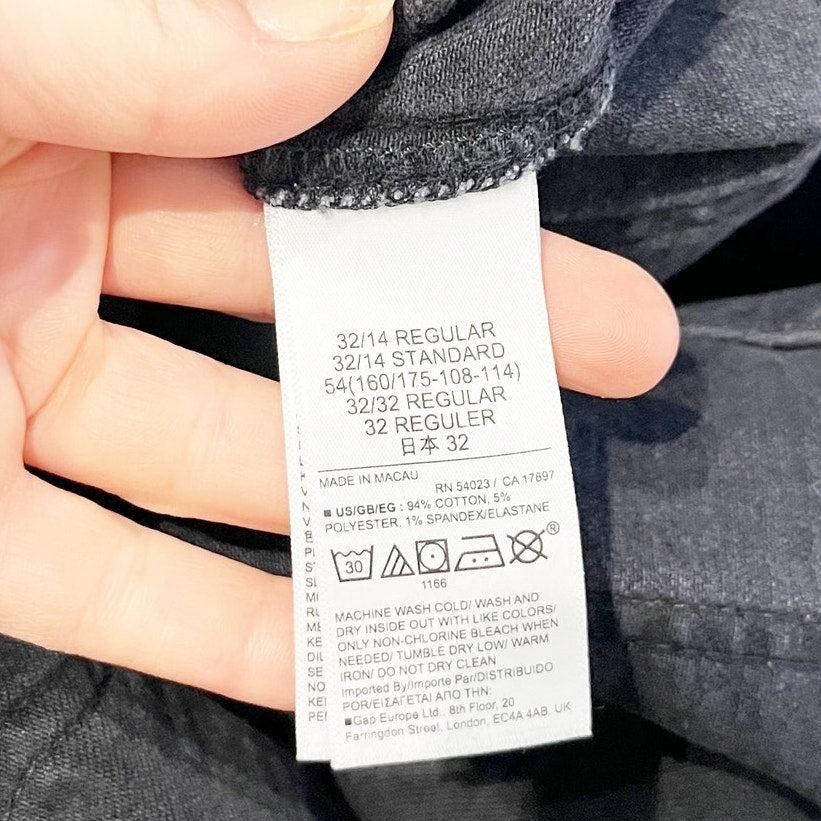 32/14 REGULAR
32/14 STANDARD
54(160/175-108-114)
32/32 REGULAR
32 REGULER
日本 32
MADE IN MACAU
RN 54023 / CA 17897
■ US/GB/EG : 94% COTTON, 5%
POLYESTER, 1% SPANDEX/ELASTANE
30
®
1166
MACHINE WASH COLD/ WASH AND
DRY INSIDE OUT WITH LIKE COLORS/
ONLY NON-CHLORINE BLEACH WHEN
NEEDED/ TUMBLE DRY LOW/ WARM
IRON/ DO NOT DRY CLEAN
Imported By/Importe Par/DISTRIBUIDO
POR/ΕΙΣΑΓΕΤΑΙ ΑΠΟ ΤΗΝ:
■Gap Europe Ltd., 8th Floor, 20
Farringdon Street, London, EC4A 4AB, UK